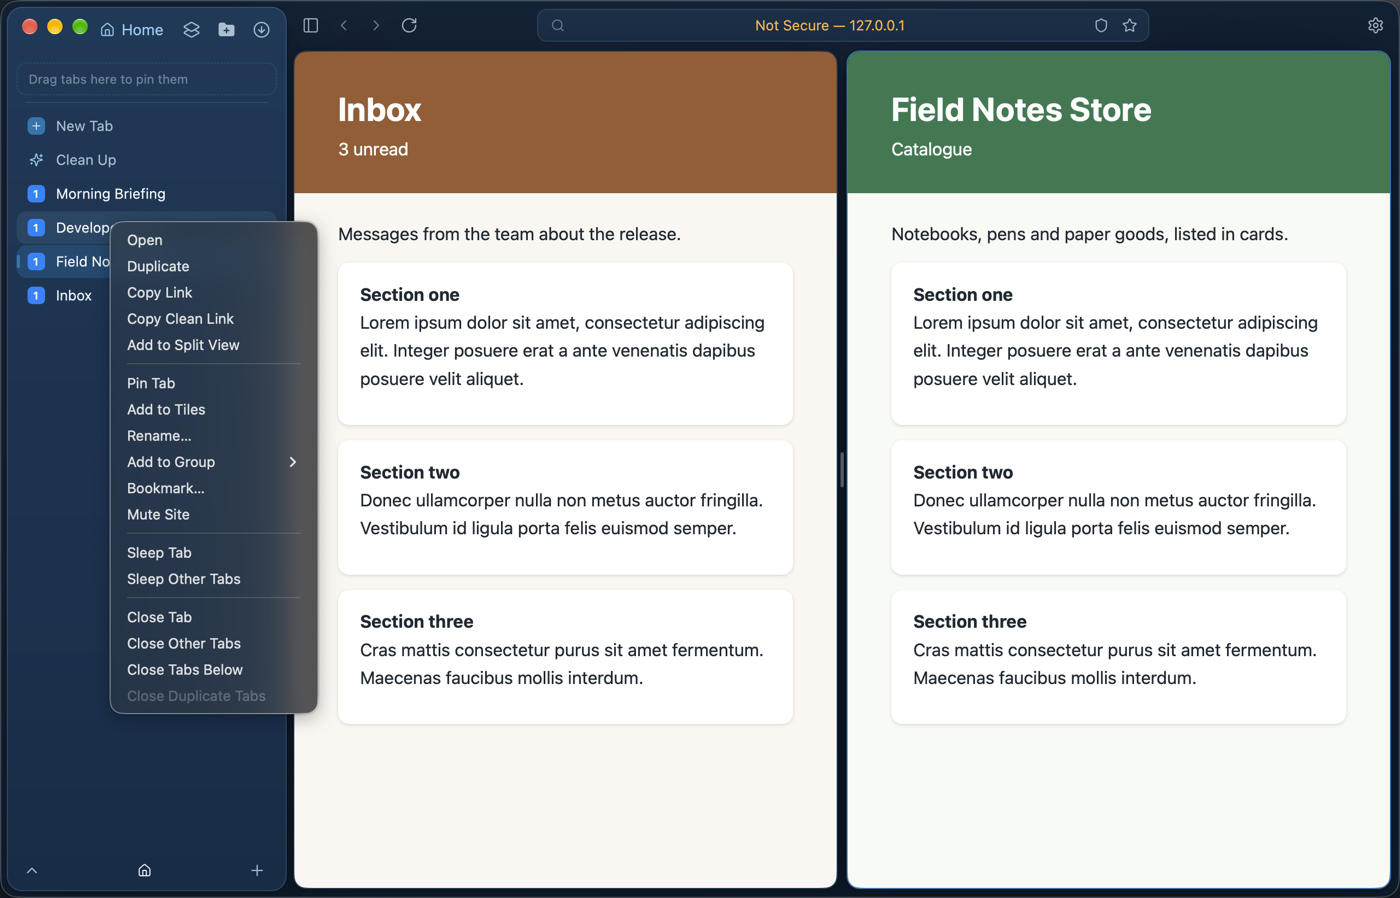 Home
Not Secure — 127.0.0.1
Drag tabs here to pin them
New Tab
Clean Up
1 Morning Briefing
1 Develop
1 Field No
1 Inbox
Open
Duplicate
Copy Link
Copy Clean Link
Add to Split View
Pin Tab
Add to Tiles
Rename...
Add to Group
Bookmark...
Mute Site
Sleep Tab
Sleep Other Tabs
Close Tab
Close Other Tabs
Close Tabs Below
Close Duplicate Tabs
Inbox
3 unread
Messages from the team about the release.
Section one
Lorem ipsum dolor sit amet, consectetur adipiscing
elit. Integer posuere erat a ante venenatis dapibus
posuere velit aliquet.
Section two
Donec ullamcorper nulla non metus auctor fringilla.
Vestibulum id ligula porta felis euismod semper.
Section three
Cras mattis consectetur purus sit amet fermentum.
Maecenas faucibus mollis interdum.
Field Notes Store
Catalogue
Notebooks, pens and paper goods, listed in cards.
Section one
Lorem ipsum dolor sit amet, consectetur adipiscing
elit. Integer posuere erat a ante venenatis dapibus
posuere velit aliquet.
Section two
Donec ullamcorper nulla non metus auctor fringilla.
Vestibulum id ligula porta felis euismod semper.
Section three
Cras mattis consectetur purus sit amet fermentum.
Maecenas faucibus mollis interdum.